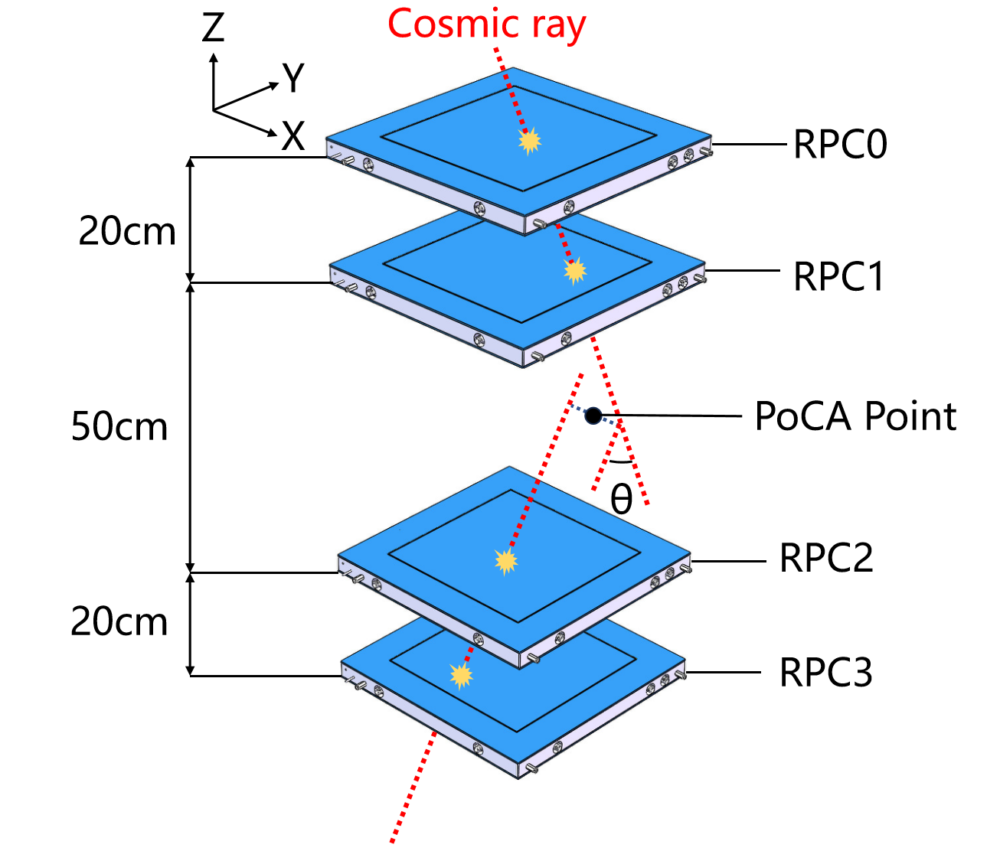 Cosmic ray
Z
Y
X
RPC0
20cm
RPC1
50cm
PoCA Point
θ
RPC2
20cm
RPC3